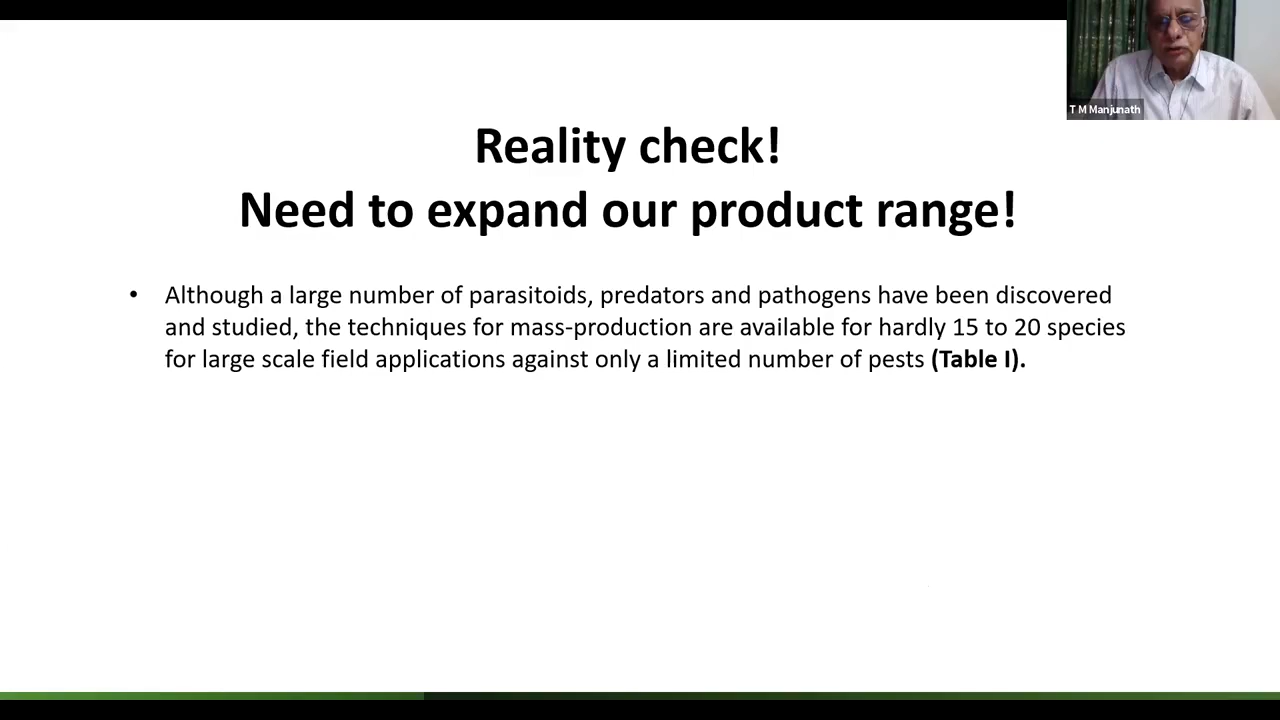 T M Manjunath
Reality check!
Need to expand our product range!
• Although a large number of parasitoids, predators and pathogens have been discovered
and studied, the techniques for mass-production are available for hardly 15 to 20 species
for large scale field applications against only a limited number of pests (Table I).